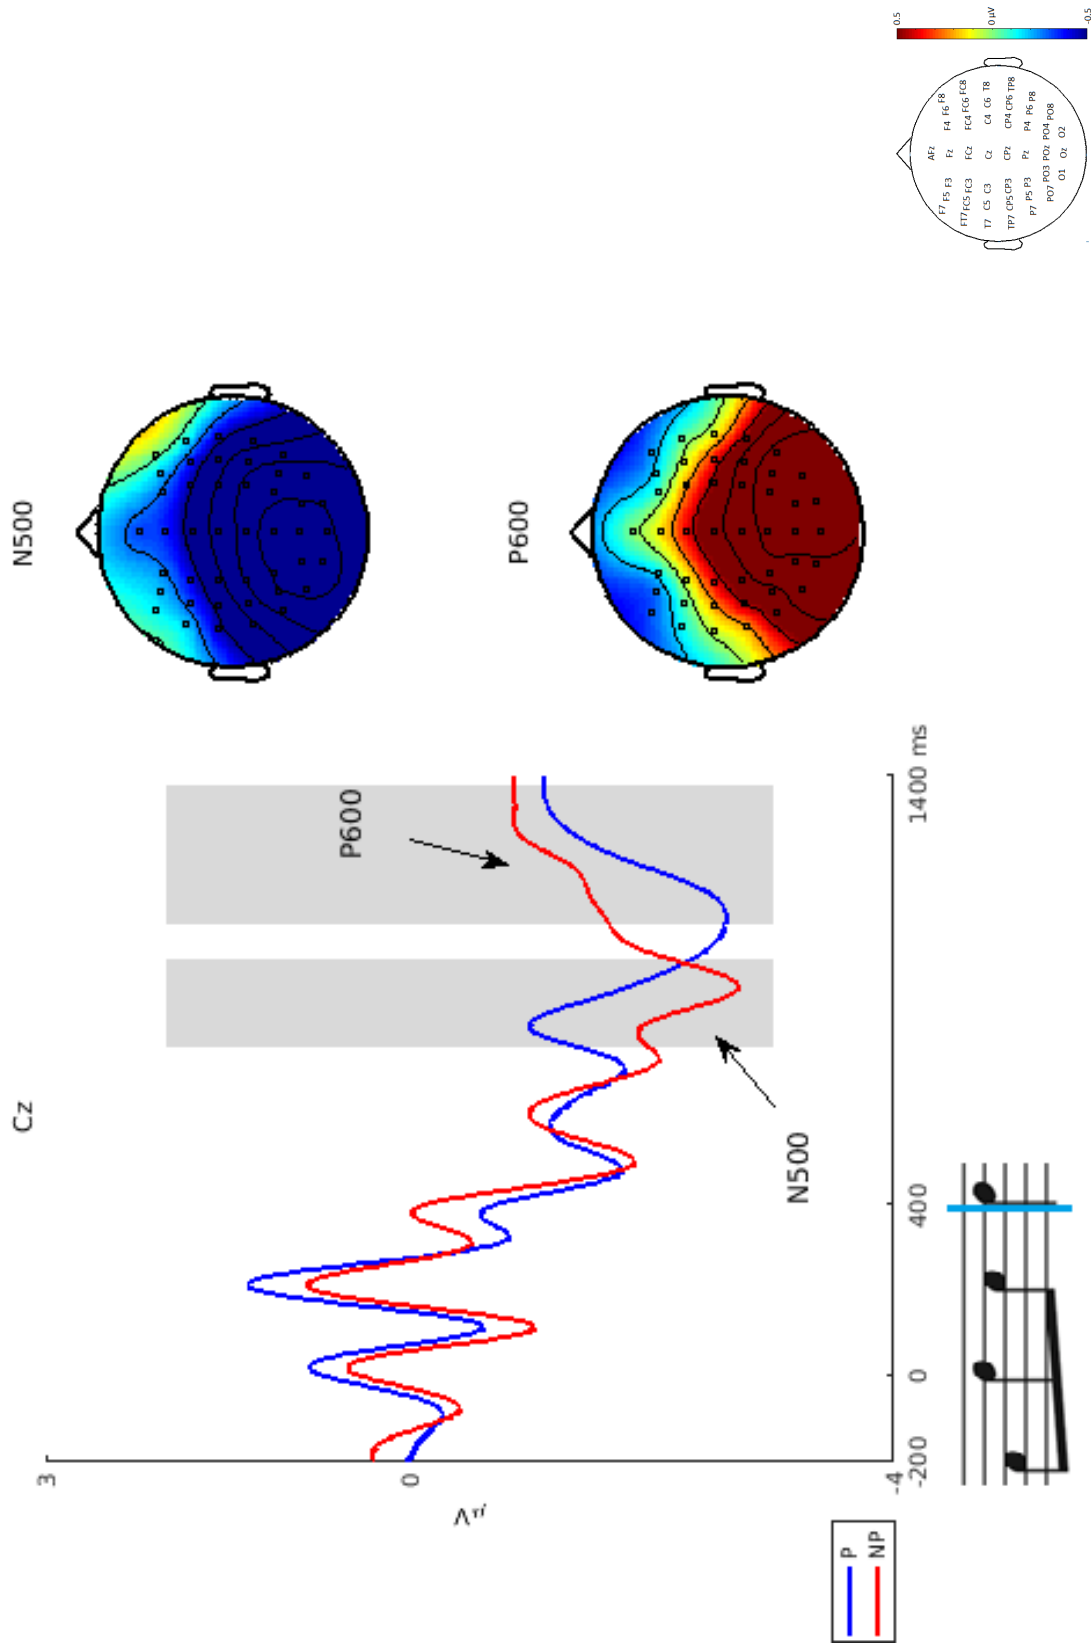 Cz
3
0
-4
μV
-200
0
400
1400 ms
N500
P600
P
NP
N500
P600
AFz
F7 F5 F3 Fz F4 F6 F8
FT7 FC5 FC3 FCz FC4 FC6 FC8
T7 C5 C3 Cz C4 C6 T8
TP7 CP5 CP3 CPz CP4 CP6 TP8
P7 P5 P3 Pz P4 P6 P8
PO7 PO3 POz PO4 PO8
O1 Oz O2
0.5
0 μV
-0.5